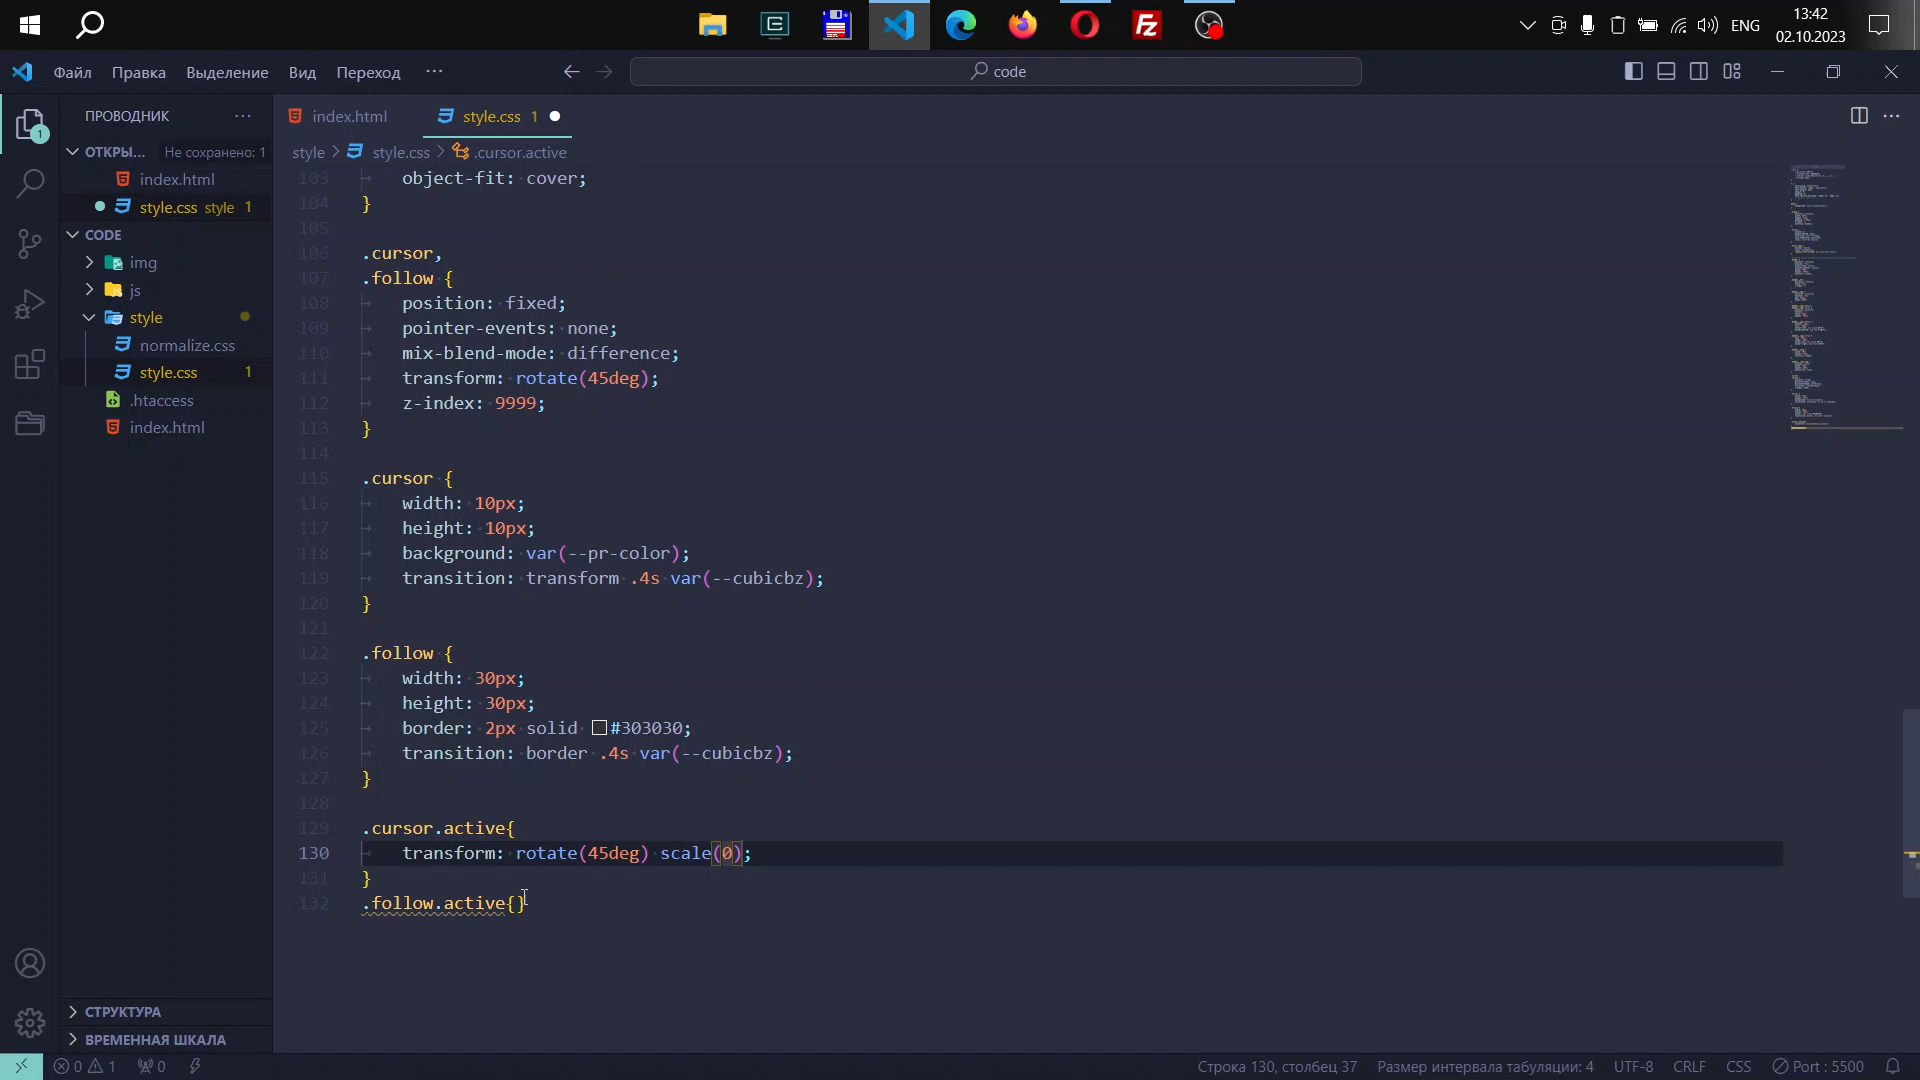 ENG
13:42
02.10.2023
Файл Правка Выделение Вид Переход ···
code
ПРОВОДНИК
ОТКРЫ... Не сохранено: 1
index.html
style.css style 1
CODE
img
js
style
normalize.css
style.css 1
.htaccess
index.html
СТРУКТУРА
ВРЕМЕННАЯ ШКАЛА
1
index.html style.css 1
style > style.css > .cursor.active
103 object-fit: cover;
104 }
105
106 .cursor,
107 .follow {
108 position: fixed;
109 pointer-events: none;
110 mix-blend-mode: difference;
111 transform: rotate(45deg);
112 z-index: 9999;
113 }
114
115 .cursor {
116 width: 10px;
117 height: 10px;
118 background: var(--pr-color);
119 transition: transform .4s var(--cubicbz);
120 }
121
122 .follow {
123 width: 30px;
124 height: 30px;
125 border: 2px solid #303030;
126 transition: border .4s var(--cubicbz);
127 }
128
129 .cursor.active{
130 transform: rotate(45deg) scale(0);
131 }
132 .follow.active{}
0 1 0
Строка 130, столбец 37 Размер интервала табуляции: 4 UTF-8 CRLF CSS Port : 5500